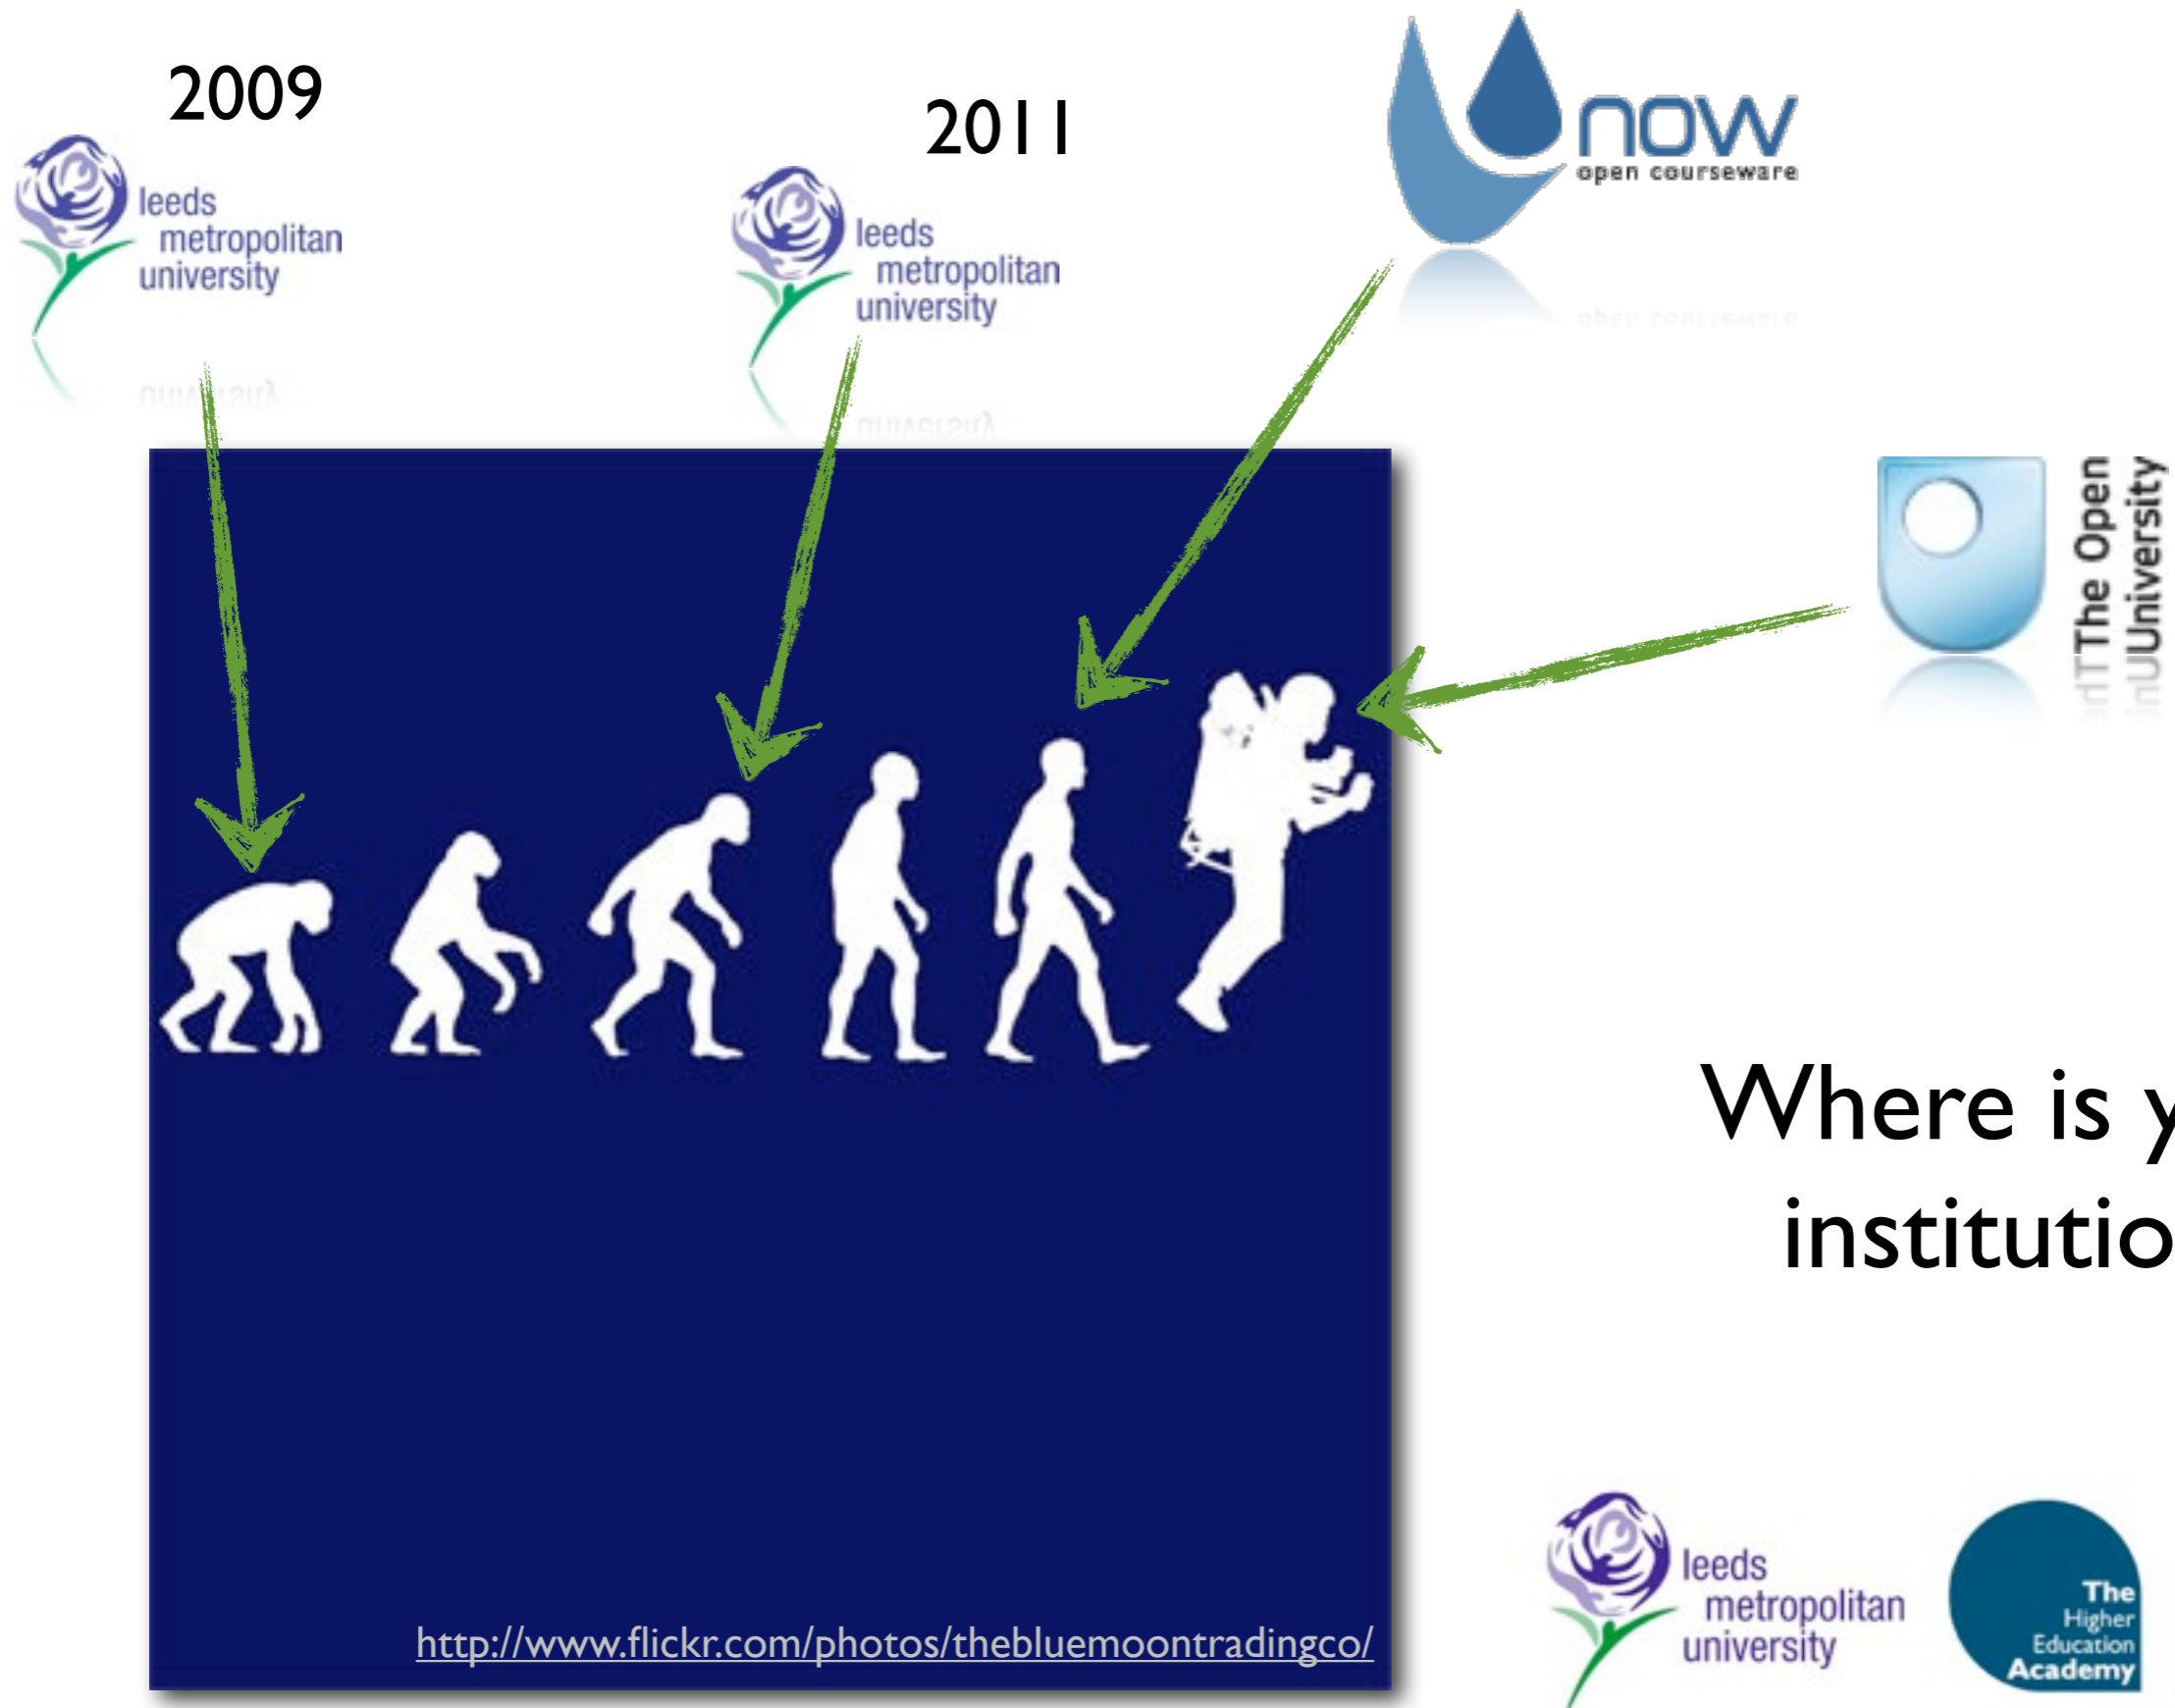 2009
leeds
metropolitan
university
2011
leeds
metropolitan
university
now
open courseware
The Open
University
Where is y
institutio
http://www.flickr.com/photos/thebluemoontradingco/
leeds
metropolitan
university
The
Higher
Education
Academy